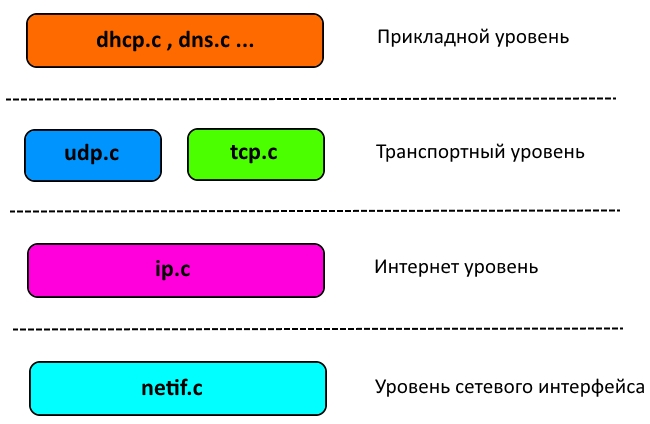 dhcp.c , dns.c ...
Прикладной уровень
udp.c
tcp.c
Транспортный уровень
ip.c
Интернет уровень
netif.c
Уровень сетевого интерфейса